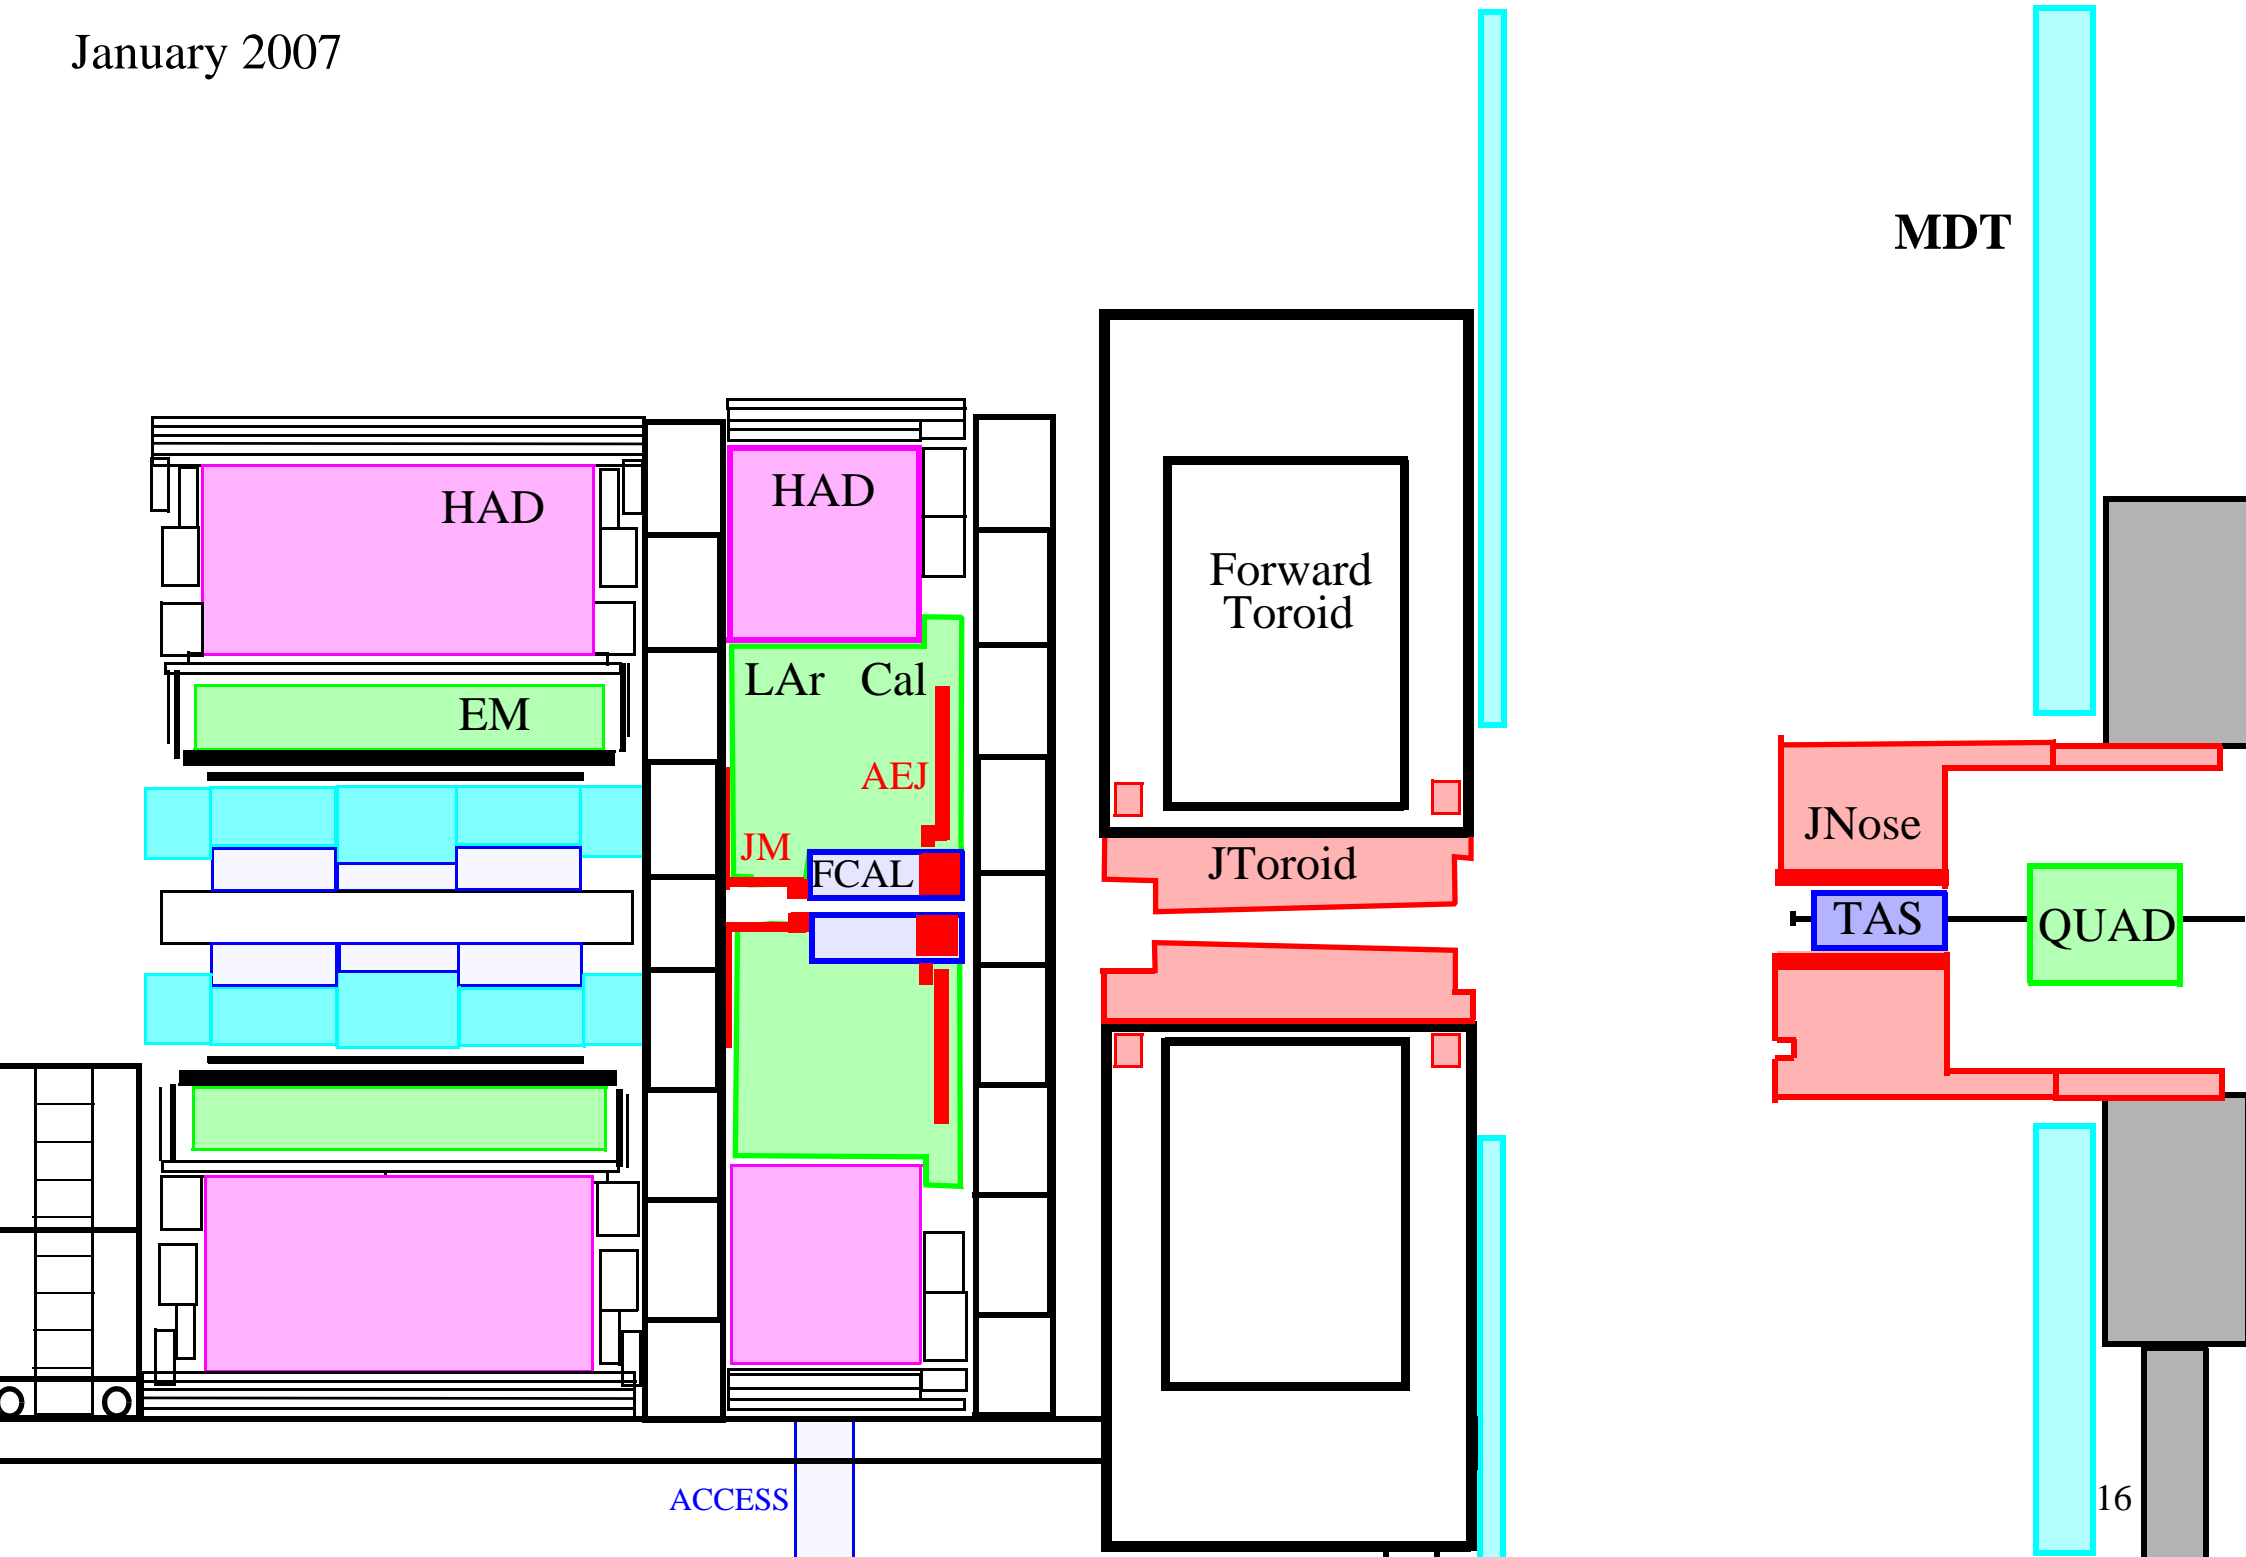 January 2007
MDT
HAD
HAD
Forward
Toroid
LAr Cal
EM
AEJ
JM
FCAL
JToroid
JNose
TAS
QUAD
ACCESS
16